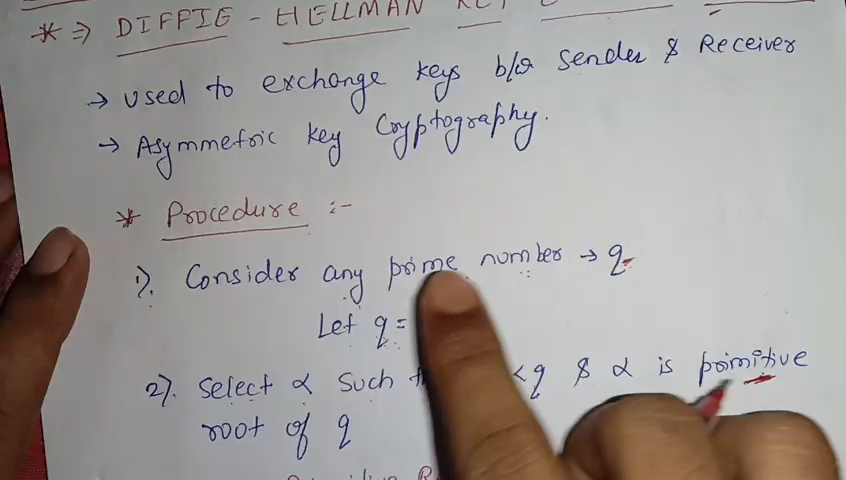 * ⇒ DIFFIE - HELLMAN KEY
→ used to exchange keys b/w sender & Receiver
→ Asymmetric key cryptography.
* Procedure :-
1). Consider any prime number → q
Let q =
2). select α such < q & α is primitive
root of q